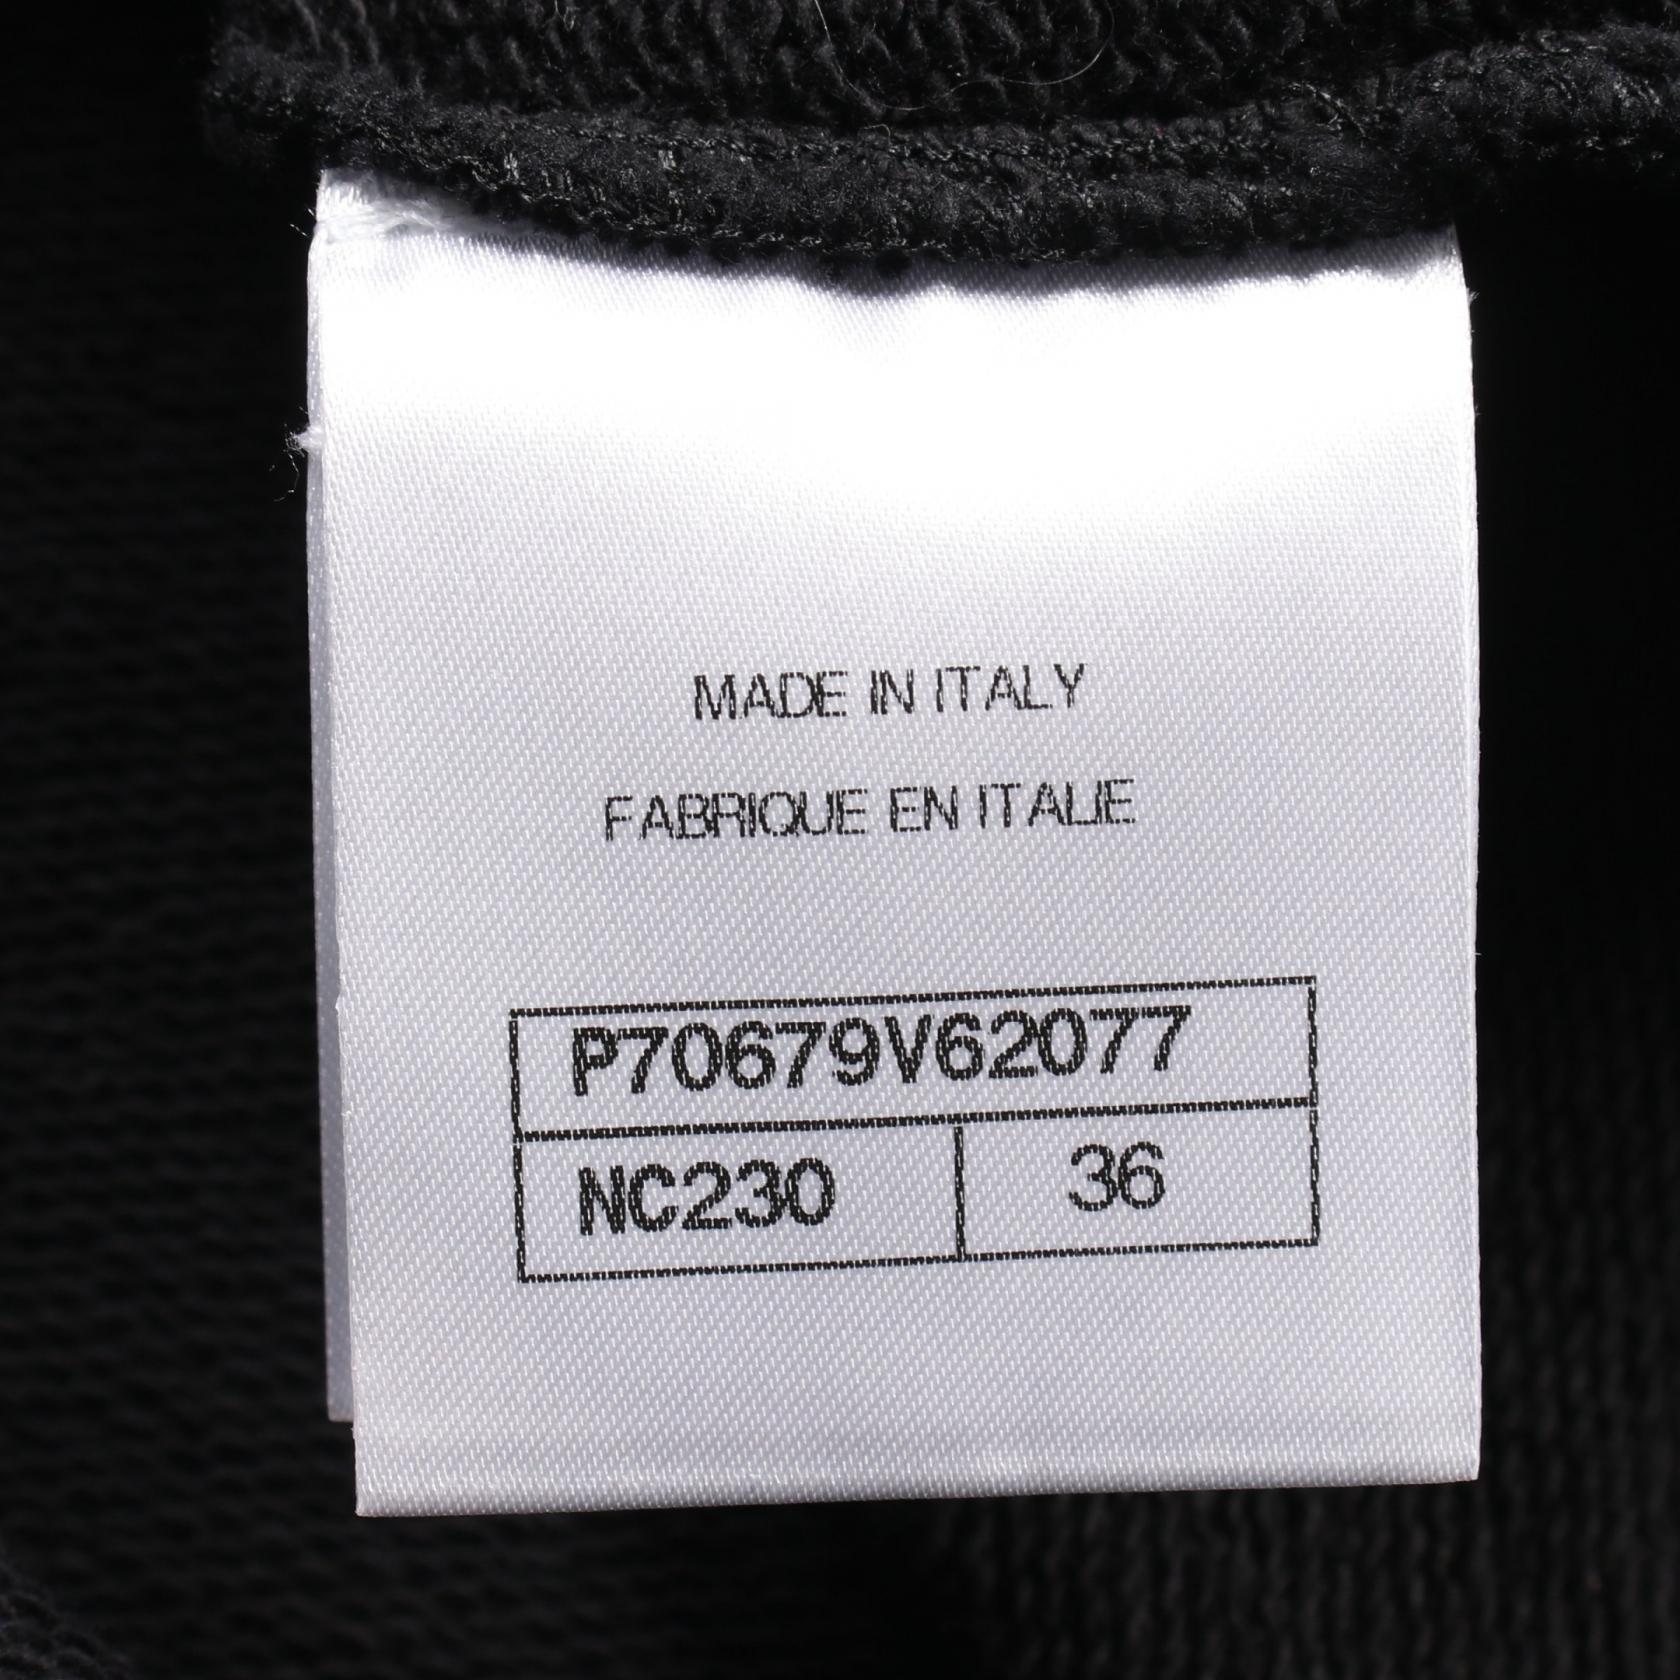 MADE IN ITALY
FABRIQUE EN ITALIE
P70679V62077
NC230 36